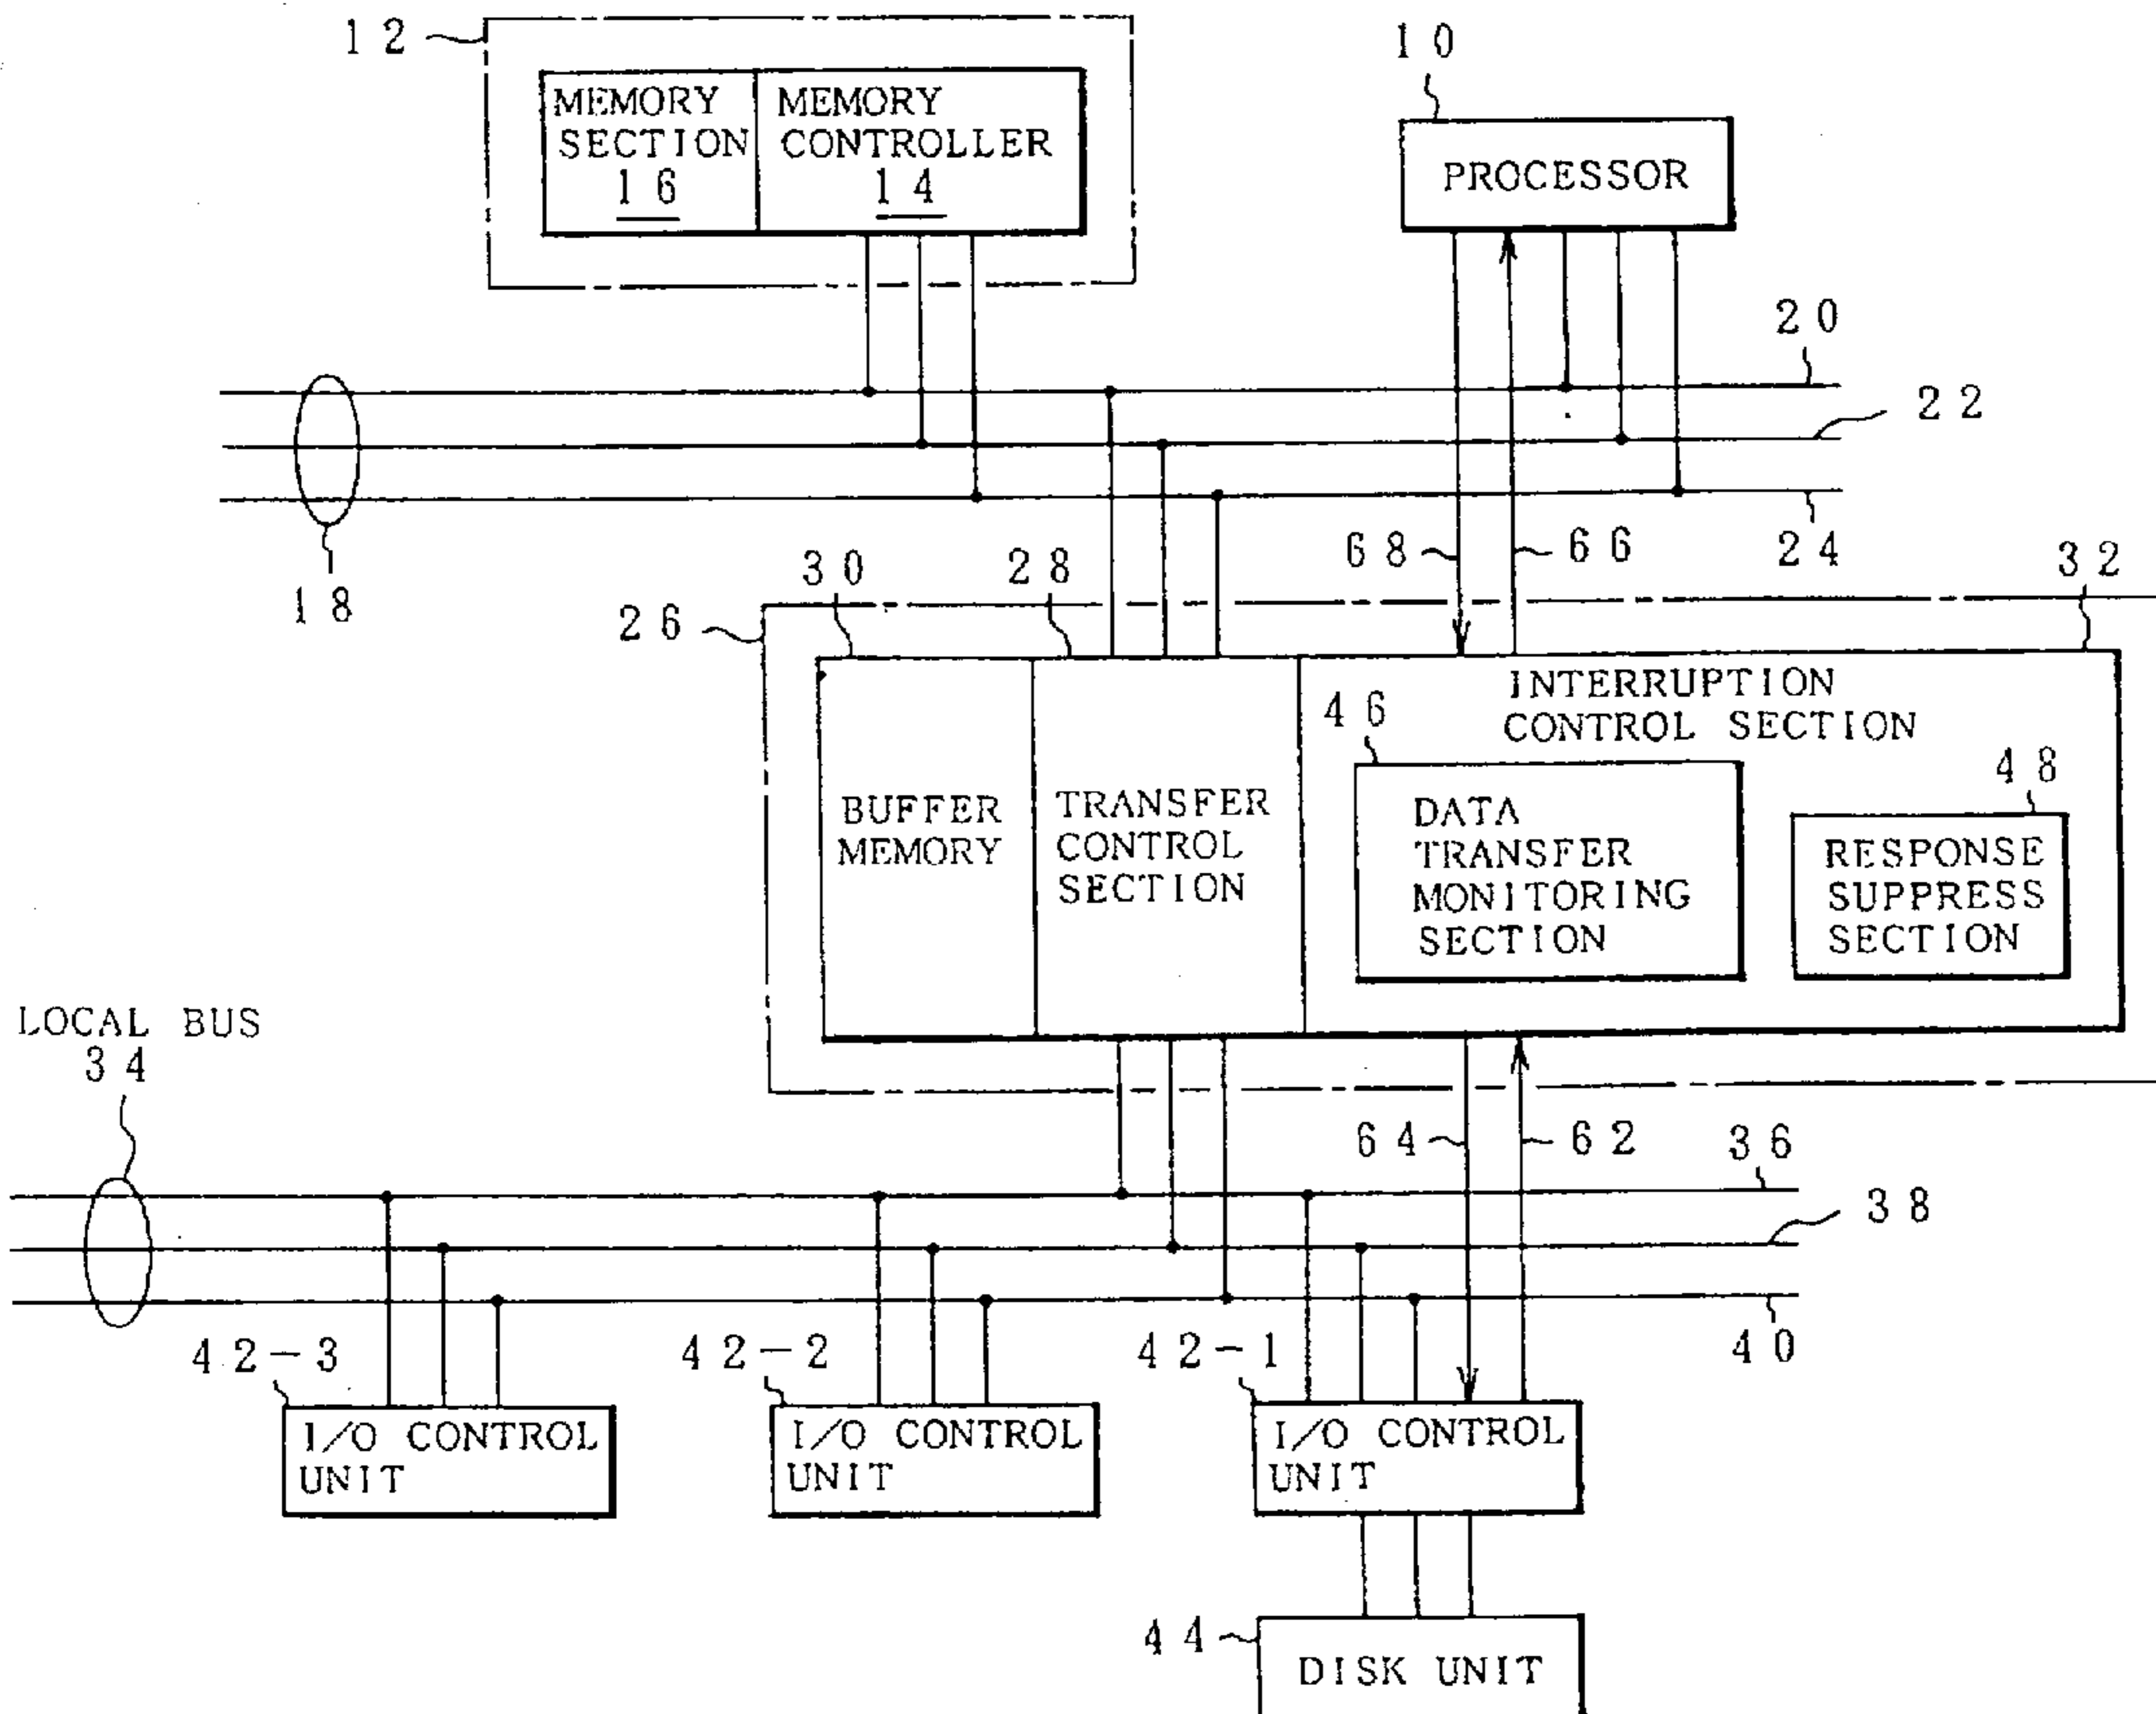 12
10
MEMORY SECTION 16
MEMORY CONTROLLER 14
PROCESSOR
20
22
24
18
68
66
30
28
32
26
INTERRUPTION
CONTROL SECTION
46
48
BUFFER
MEMORY
TRANSFER
CONTROL
SECTION
DATA
TRANSFER
MONITORING
SECTION
RESPONSE
SUPPRESS
SECTION
LOCAL BUS
34
64
62
36
38
40
42-3
42-2
42-1
I/O CONTROL
UNIT
I/O CONTROL
UNIT
I/O CONTROL
UNIT
44
DISK UNIT